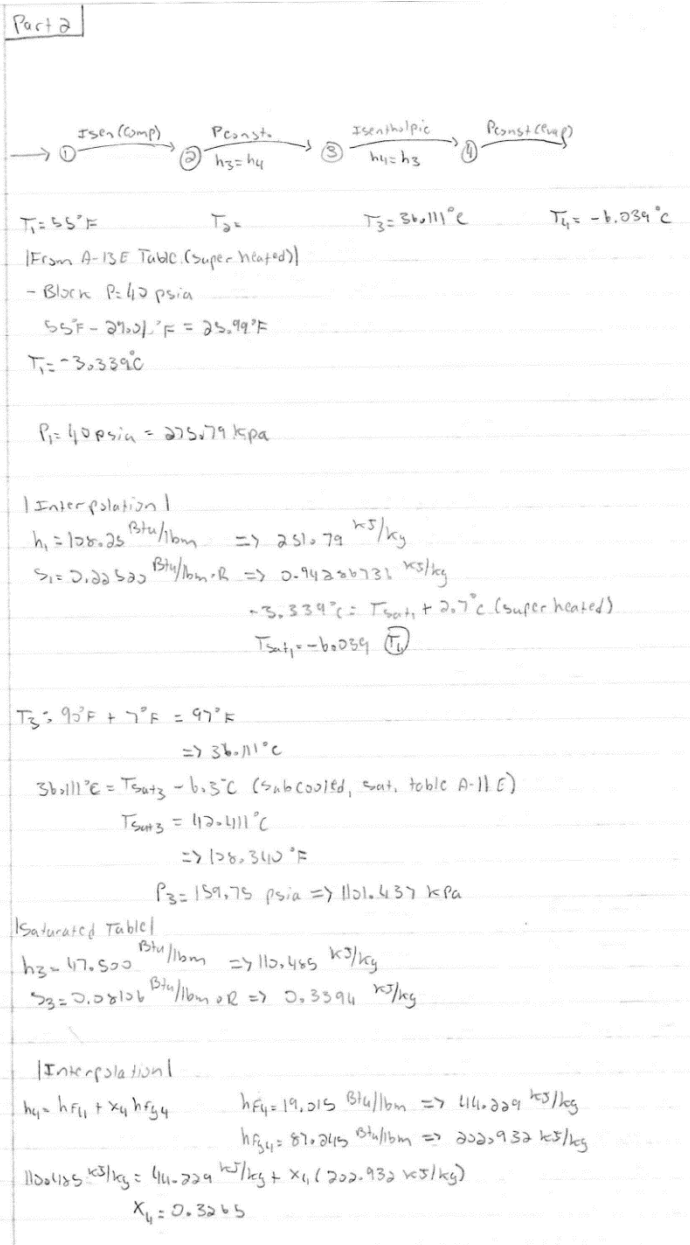 Part 2
Isen(comp) Pconst. Isenthalpic Pconst(evap)
→ ① ② h3=h4 ③ h4=h3 ④
T1=55°F T2= T3=36.111°C T4= -6.039°C
|From A-13E Table (super heated)|
- Block P=40 psia
55°F - 29.01°F = 25.99°F
T1=-3.339°C
P1=40psia = 275.79 kpa
|Interpolation|
h1=108.25 Btu/lbm => 251.79 kJ/kg
S1=0.22520 Btu/lbm·R => 0.94286736 kJ/kg
-3.339°C = Tsat1 + 2.7°C (super heated)
Tsat1=-6.039 T4
T3= 90°F + 7°F = 97°F
=> 36.111°C
36.111°C = Tsat3 - 6.3°C (Subcooled, sat. table A-11 E)
Tsat3 = 42.411°C
=> 108.340 °F
P3= 159.75 psia => 1101.437 kPa
|Saturated Table|
h3=47.500 Btu/lbm => 110.485 kJ/kg
S3=0.08106 Btu/lbm·R => 0.3394 kJ/kg
|Interpolation|
h4= hf4 + x4 hfg4 hf4=19.015 Btu/lbm => 44.229 kJ/kg
hfg4= 87.245 Btu/lbm => 202.932 kJ/kg
110.485 kJ/kg = 44.229 kJ/kg + x4 (202.932 kJ/kg)
x4= 0.3265